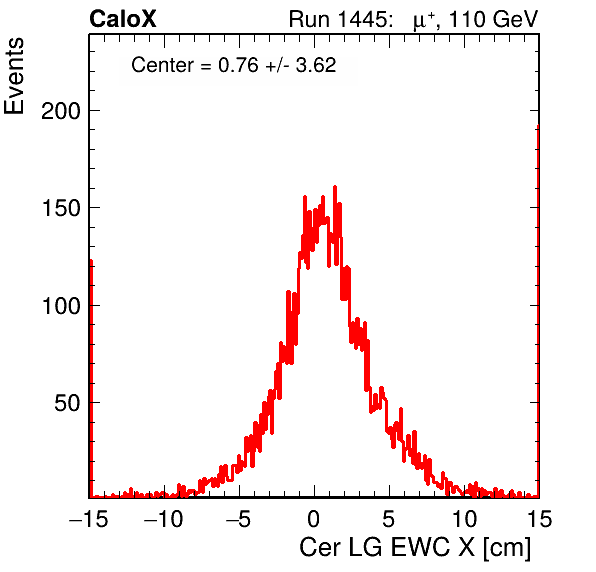 CaloX Run 1445: μ⁺, 110 GeV
Center = 0.76 +/- 3.62
Events
200
150
100
50
−15 −10 −5 0 5 10 15
Cer LG EWC X [cm]